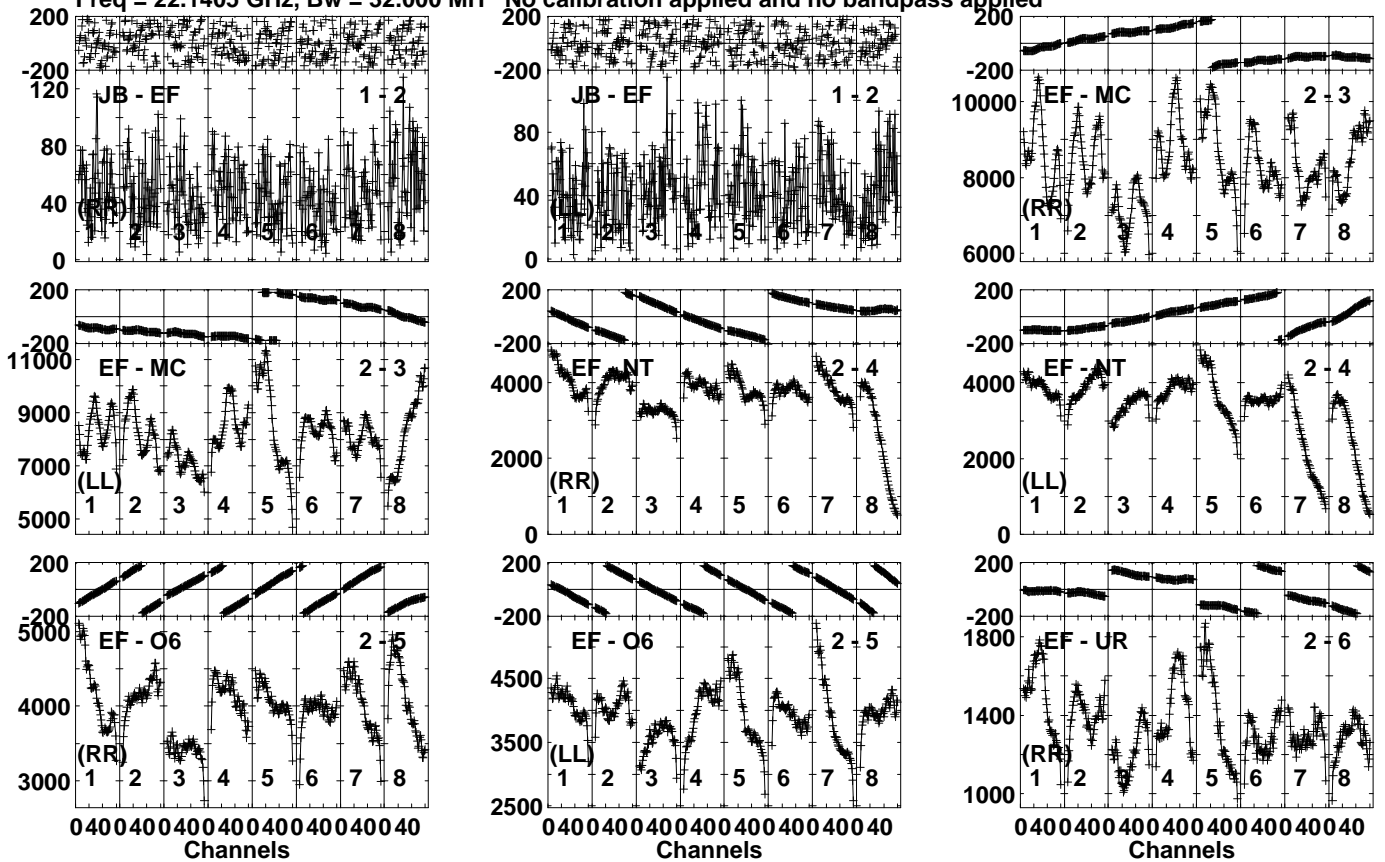 Freq = 22.1405 GHz, Bw = 32.000 MH No calibration applied and no bandpass applied
200
-200
JB - EF 1 - 2
120
80
40
0
(RR)
1 2 3 4 5 6 7 8
200
-200
JB - EF 1 - 2
120
80
40
0
(LL)
1 2 3 4 5 6 7 8
200
-200
EF - MC 2 - 3
10000
8000
6000
(RR)
1 2 3 4 5 6 7 8
200
-200
EF - MC 2 - 3
11000
9000
7000
5000
(LL)
1 2 3 4 5 6 7 8
200
-200
EF - NT 2 - 4
4000
2000
0
(RR)
1 2 3 4 5 6 7 8
200
-200
EF - NT 2 - 4
4000
2000
0
(LL)
1 2 3 4 5 6 7 8
200
-200
EF - O6 2 - 5
5000
4000
3000
(RR)
1 2 3 4 5 6 7 8
0 40 0 40 0 40 0 40 0 40 0 40 0 40 0 40
Channels
200
-200
EF - O6 2 - 5
4500
3500
2500
(LL)
1 2 3 4 5 6 7 8
0 40 0 40 0 40 0 40 0 40 0 40 0 40 0 40
200
-200
EF - UR 2 - 6
1800
1400
1000
(RR)
1 2 3 4 5 6 7 8
0 40 0 40 0 40 0 40 0 40 0 40 0 40 0 40
Channels